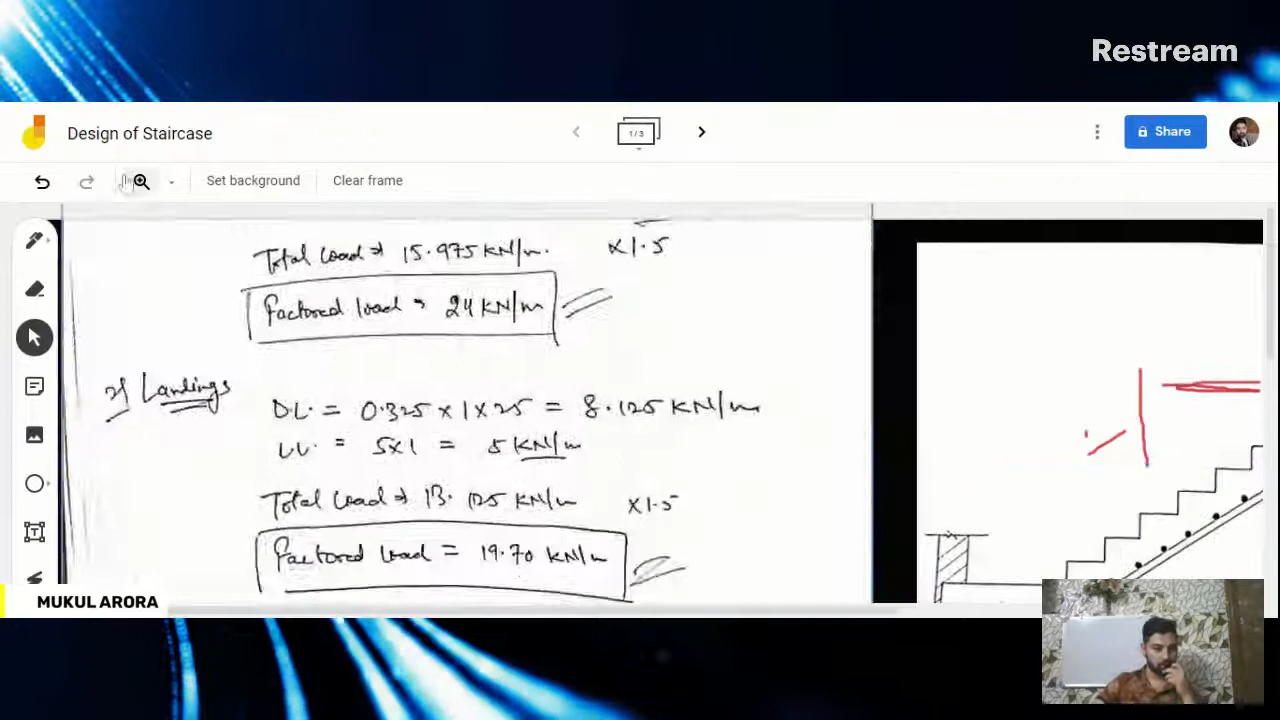 Restream
Design of Staircase
1/3
Share
Set background
Clear frame
Total load ⇒ 15.975 KN/m.
×1.5
Factored load → 24 KN/m
2) Landings
D.L. = 0.325 × 1 × 25 = 8.125 KN/m
LL = 5×1 = 5 KN/m
Total load ⇒ 13.125 KN/m
×1.5
Factored load = 19.70 KN/m
MUKUL ARORA